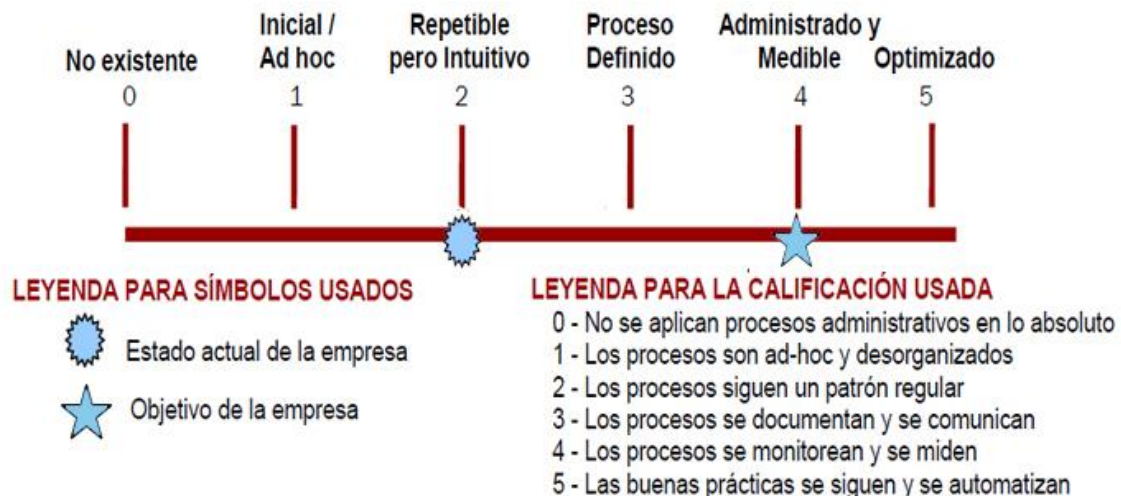 No existente
0
Inicial /
Ad hoc
1
Repetible
pero Intuitivo
2
Proceso
Definido
3
Administrado y
Medible
4
Optimizado
5
LEYENDA PARA SÍMBOLOS USADOS
Estado actual de la empresa
Objetivo de la empresa
LEYENDA PARA LA CALIFICACIÓN USADA
0 - No se aplican procesos administrativos en lo absoluto
1 - Los procesos son ad-hoc y desorganizados
2 - Los procesos siguen un patrón regular
3 - Los procesos se documentan y se comunican
4 - Los procesos se monitorean y se miden
5 - Las buenas prácticas se siguen y se automatizan